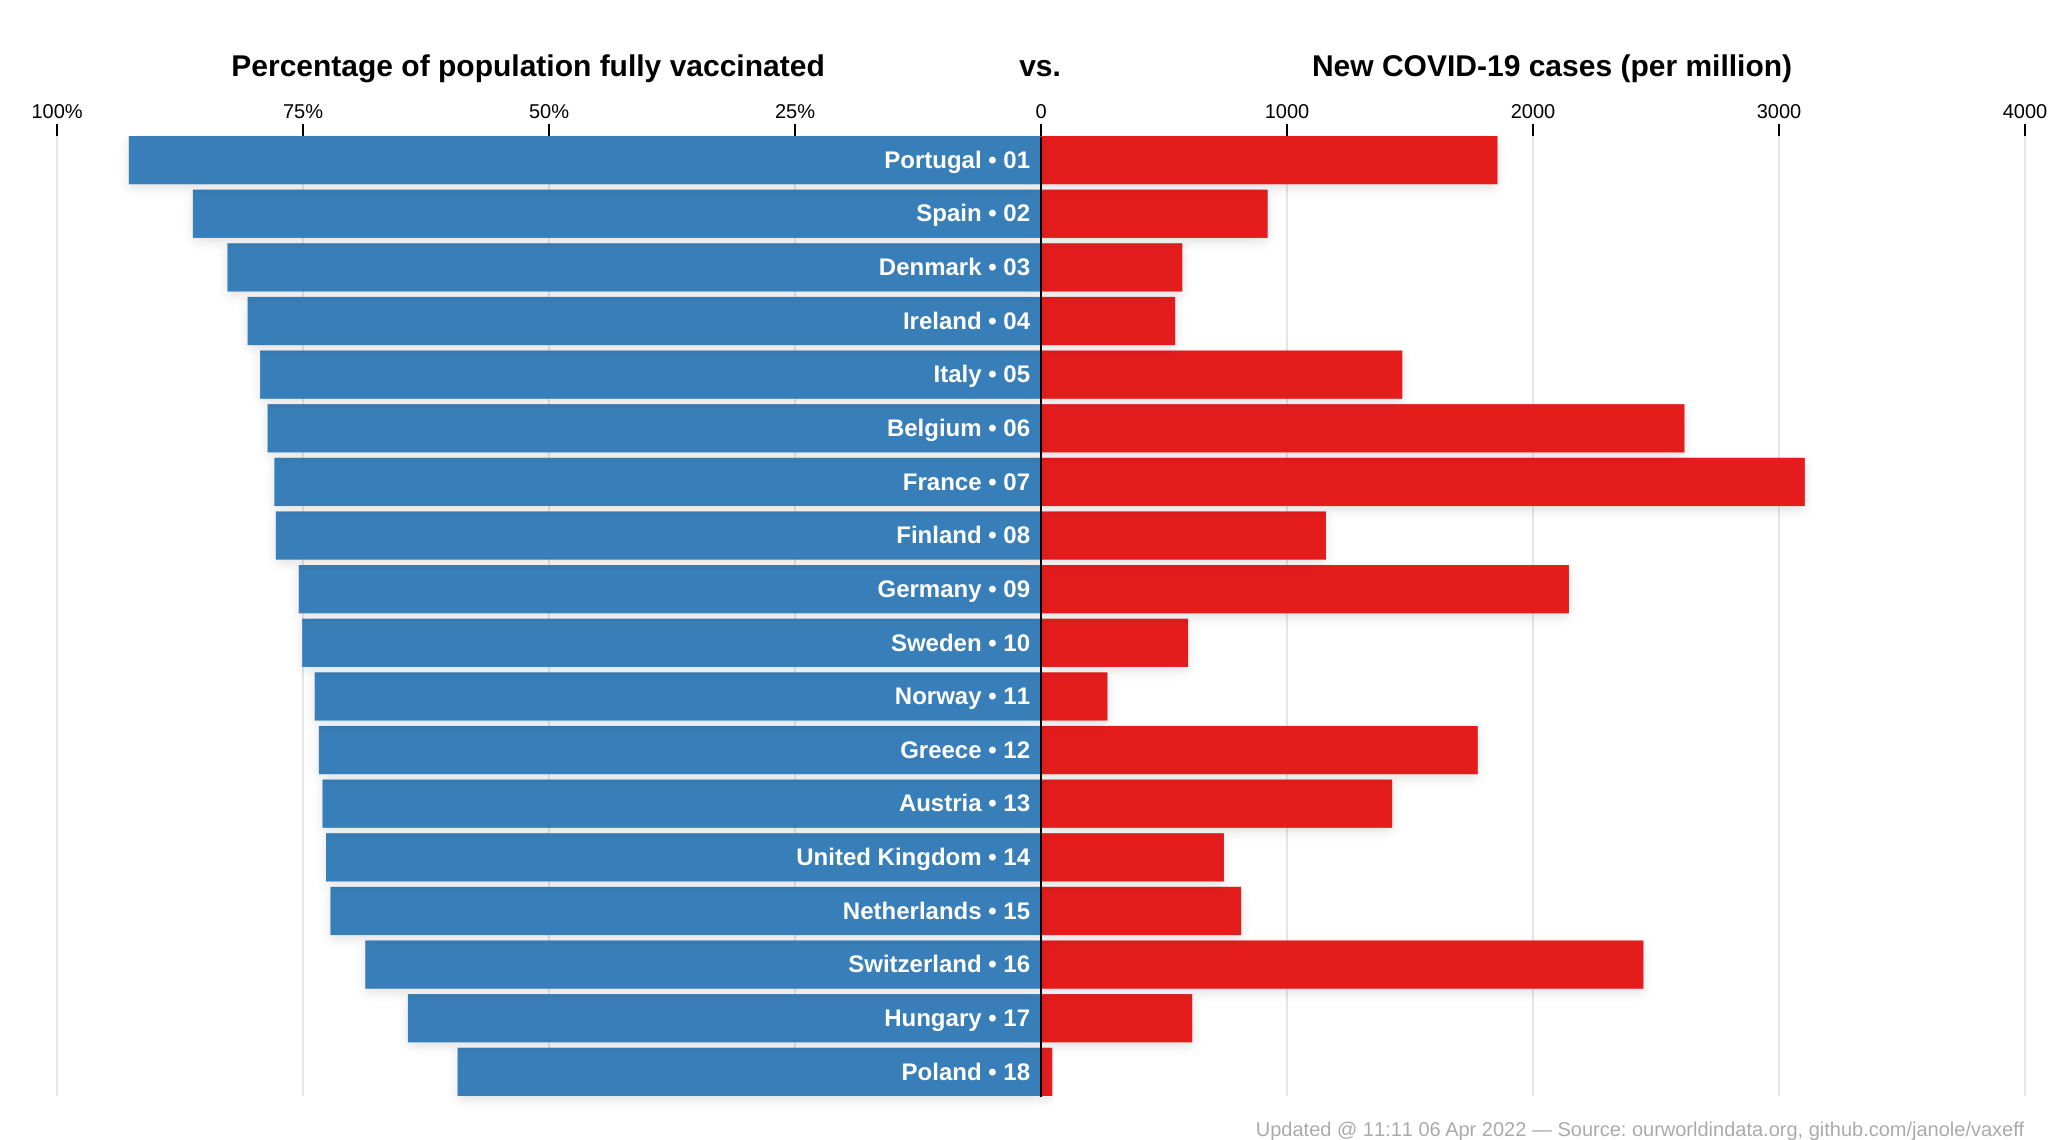 Percentage of population fully vaccinated vs. New COVID-19 cases (per million)
100% 75% 50% 25% 0 1000 2000 3000 4000
Portugal • 01
Spain • 02
Denmark • 03
Ireland • 04
Italy • 05
Belgium • 06
France • 07
Finland • 08
Germany • 09
Sweden • 10
Norway • 11
Greece • 12
Austria • 13
United Kingdom • 14
Netherlands • 15
Switzerland • 16
Hungary • 17
Poland • 18
Updated @ 11:11 06 Apr 2022 — Source: ourworldindata.org, github.com/janole/vaxeff